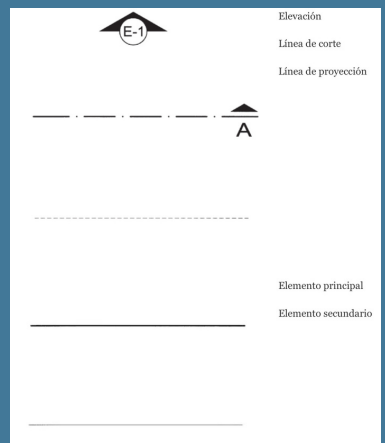 E-1
Elevación
Línea de corte
Línea de proyección
A
Elemento principal
Elemento secundario